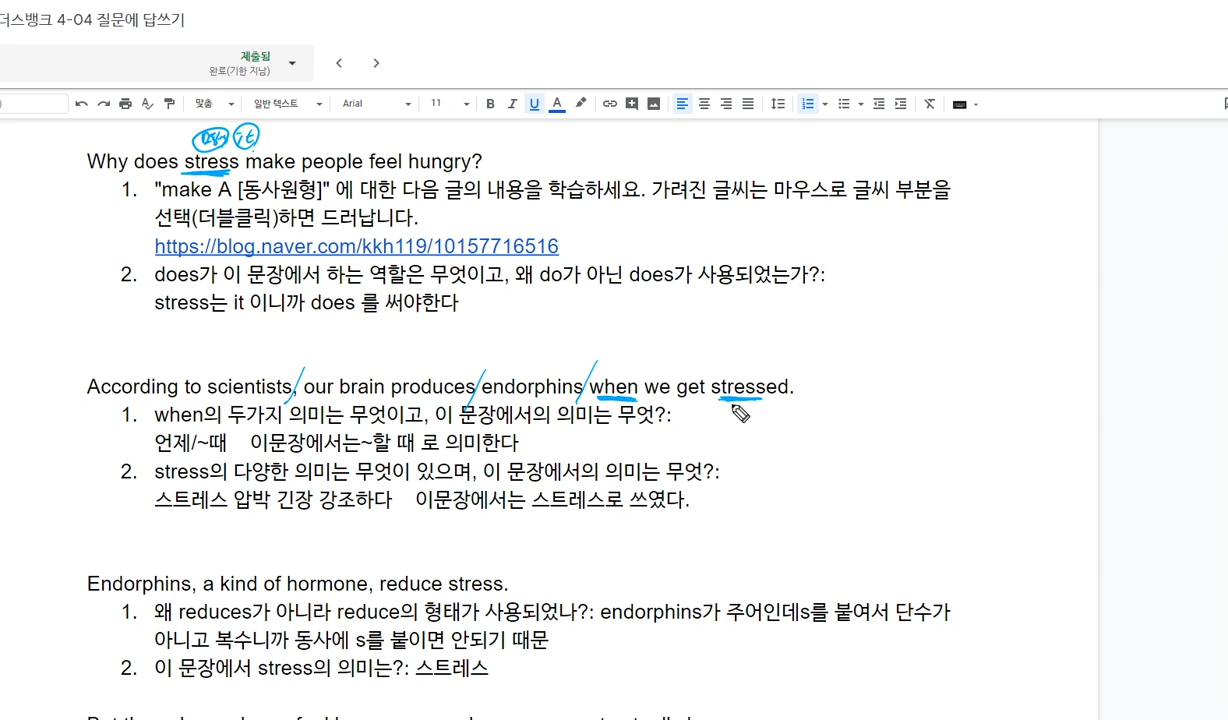 더스뱅크 4-04 질문에 답쓰기
제출됨
완료(기한 지남)
맞춤 일반 텍스트 Arial 11 B I U A
it
Why does stress make people feel hungry?
1. "make A [동사원형]" 에 대한 다음 글의 내용을 학습하세요. 가려진 글씨는 마우스로 글씨 부분을
선택(더블클릭)하면 드러납니다.
https://blog.naver.com/kkh119/10157716516
2. does가 이 문장에서 하는 역할은 무엇이고, 왜 do가 아닌 does가 사용되었는가?:
stress는 it 이니까 does 를 써야한다
According to scientists, our brain produces endorphins when we get stressed.
1. when의 두가지 의미는 무엇이고, 이 문장에서의 의미는 무엇?:
언제/~때 이문장에서는~할 때 로 의미한다
2. stress의 다양한 의미는 무엇이 있으며, 이 문장에서의 의미는 무엇?:
스트레스 압박 긴장 강조하다 이문장에서는 스트레스로 쓰였다.
Endorphins, a kind of hormone, reduce stress.
1. 왜 reduces가 아니라 reduce의 형태가 사용되었나?: endorphins가 주어인데s를 붙여서 단수가
아니고 복수니까 동사에 s를 붙이면 안되기 때문
2. 이 문장에서 stress의 의미는?: 스트레스